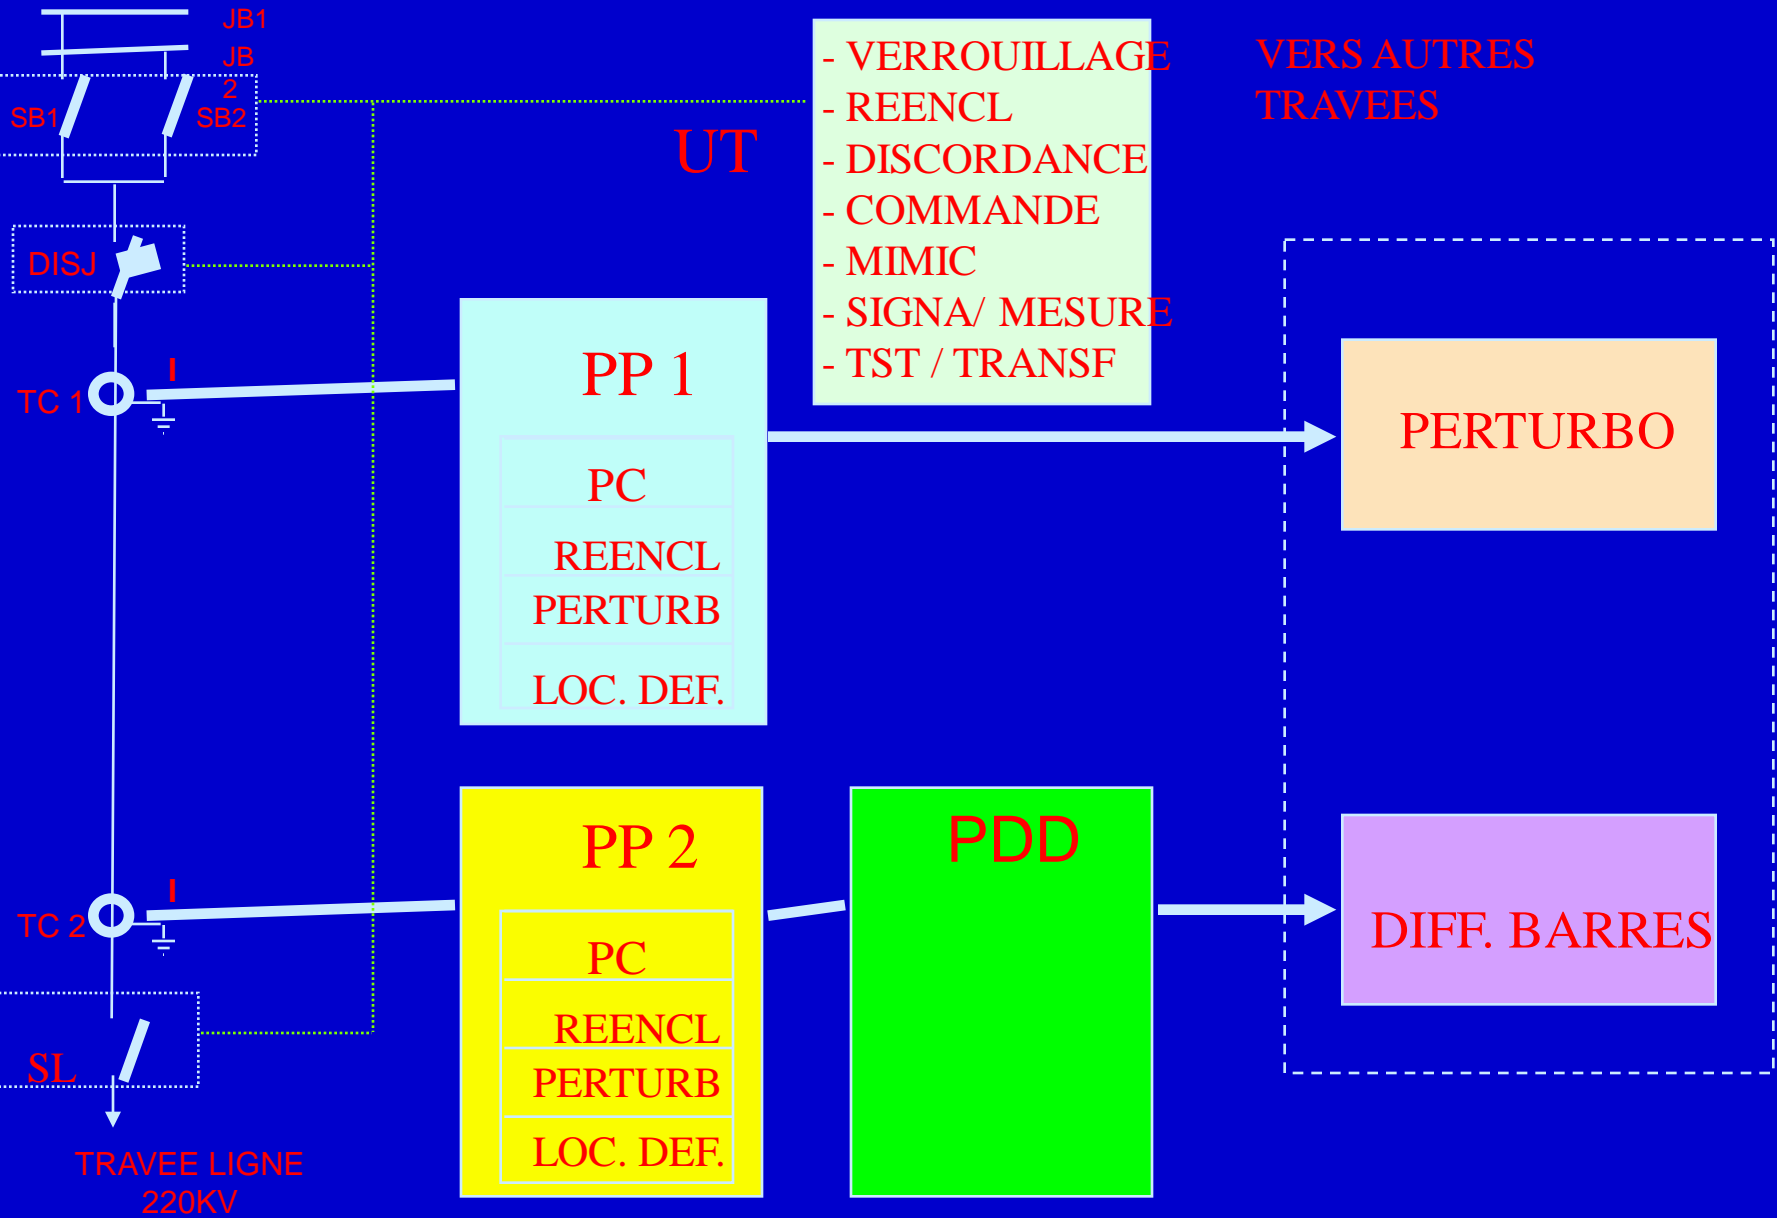 JB1
JB
2
SB1
SB2
UT
- VERROUILLAGE
- REENCL
- DISCORDANCE
- COMMANDE
- MIMIC
- SIGNA/ MESURE
- TST / TRANSF
VERS AUTRES
TRAVEES
DISJ
I
TC 1
PP 1
PC
REENCL
PERTURB
LOC. DEF.
PERTURBO
I
TC 2
PP 2
PC
REENCL
PERTURB
LOC. DEF.
PDD
DIFF. BARRES
SL
TRAVEE LIGNE
220KV